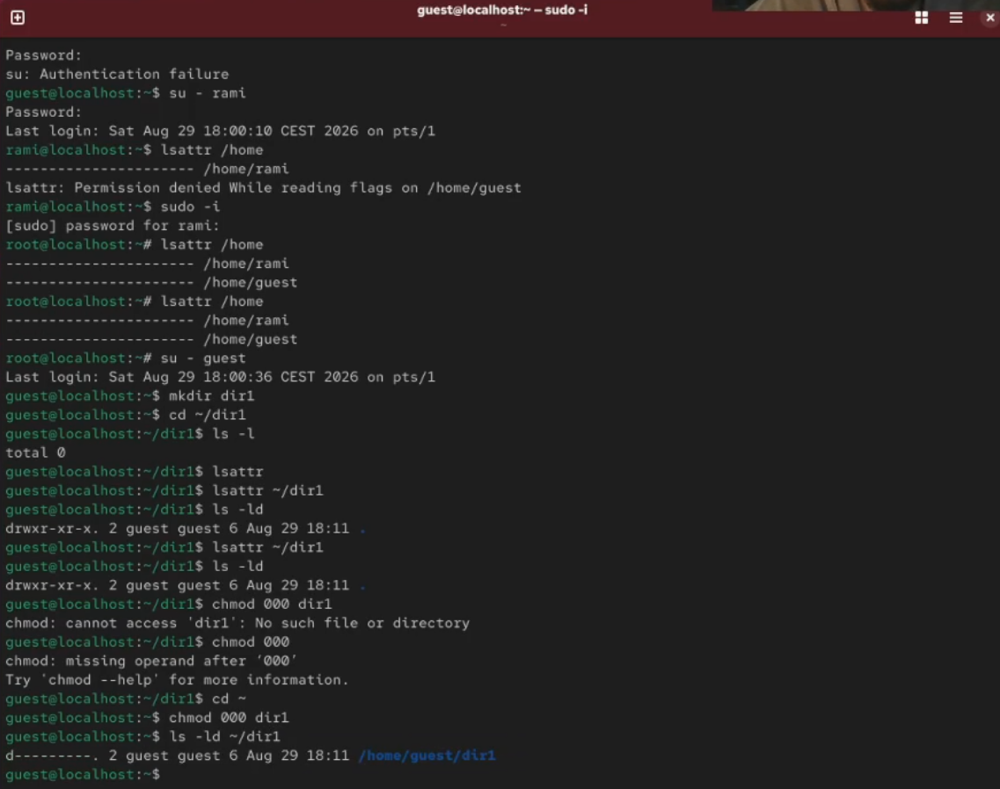 guest@localhost:~ — sudo -i
~
Password:
su: Authentication failure
guest@localhost:~$ su - rami
Password:
Last login: Sat Aug 29 18:00:10 CEST 2026 on pts/1
rami@localhost:~$ lsattr /home
---------------------- /home/rami
lsattr: Permission denied While reading flags on /home/guest
rami@localhost:~$ sudo -i
[sudo] password for rami:
root@localhost:~# lsattr /home
---------------------- /home/rami
---------------------- /home/guest
root@localhost:~# lsattr /home
---------------------- /home/rami
---------------------- /home/guest
root@localhost:~# su - guest
Last login: Sat Aug 29 18:00:36 CEST 2026 on pts/1
guest@localhost:~$ mkdir dir1
guest@localhost:~$ cd ~/dir1
guest@localhost:~/dir1$ ls -l
total 0
guest@localhost:~/dir1$ lsattr
guest@localhost:~/dir1$ lsattr ~/dir1
guest@localhost:~/dir1$ ls -ld
drwxr-xr-x. 2 guest guest 6 Aug 29 18:11 .
guest@localhost:~/dir1$ lsattr ~/dir1
guest@localhost:~/dir1$ ls -ld
drwxr-xr-x. 2 guest guest 6 Aug 29 18:11 .
guest@localhost:~/dir1$ chmod 000 dir1
chmod: cannot access 'dir1': No such file or directory
guest@localhost:~/dir1$ chmod 000
chmod: missing operand after ‘000’
Try 'chmod --help' for more information.
guest@localhost:~/dir1$ cd ~
guest@localhost:~$ chmod 000 dir1
guest@localhost:~$ ls -ld ~/dir1
d---------. 2 guest guest 6 Aug 29 18:11 /home/guest/dir1
guest@localhost:~$